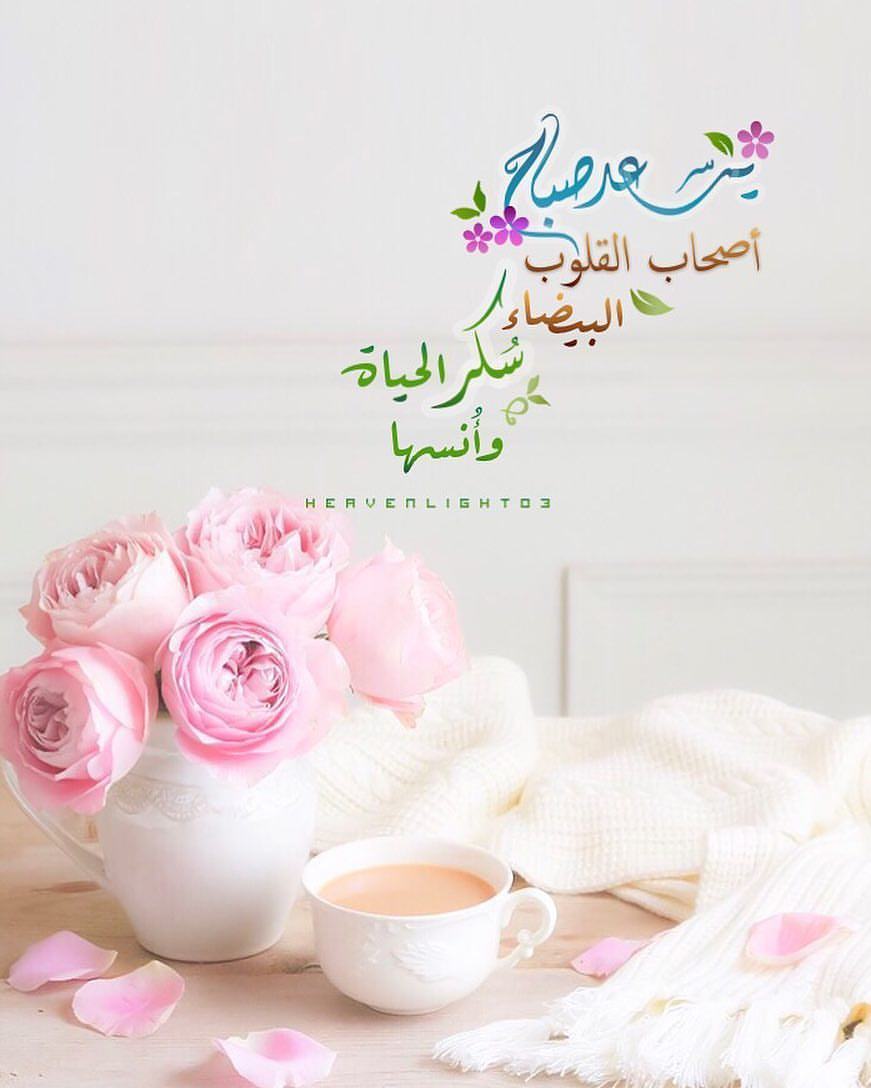 يسعد صباح
أصحاب القلوب
البيضاء
سُكر الحياة
وأُنسها
HEAVENLIGHT03